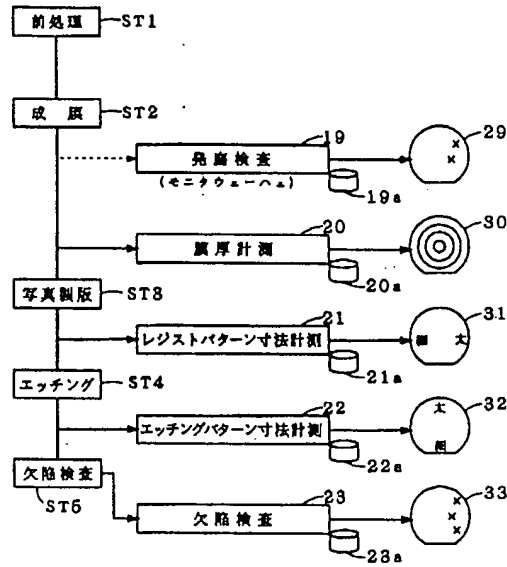 前処理
ST1
成膜
ST2
発塵検査
(モニタウェーハ)
19
19a
29
膜厚計測
20
20a
30
写真製版
ST3
レジストパターン寸法計測
21
21a
31
細 太
エッチング
ST4
エッチングパターン寸法計測
22
22a
32
太
細
欠陥検査
ST5
欠陥検査
23
23a
33